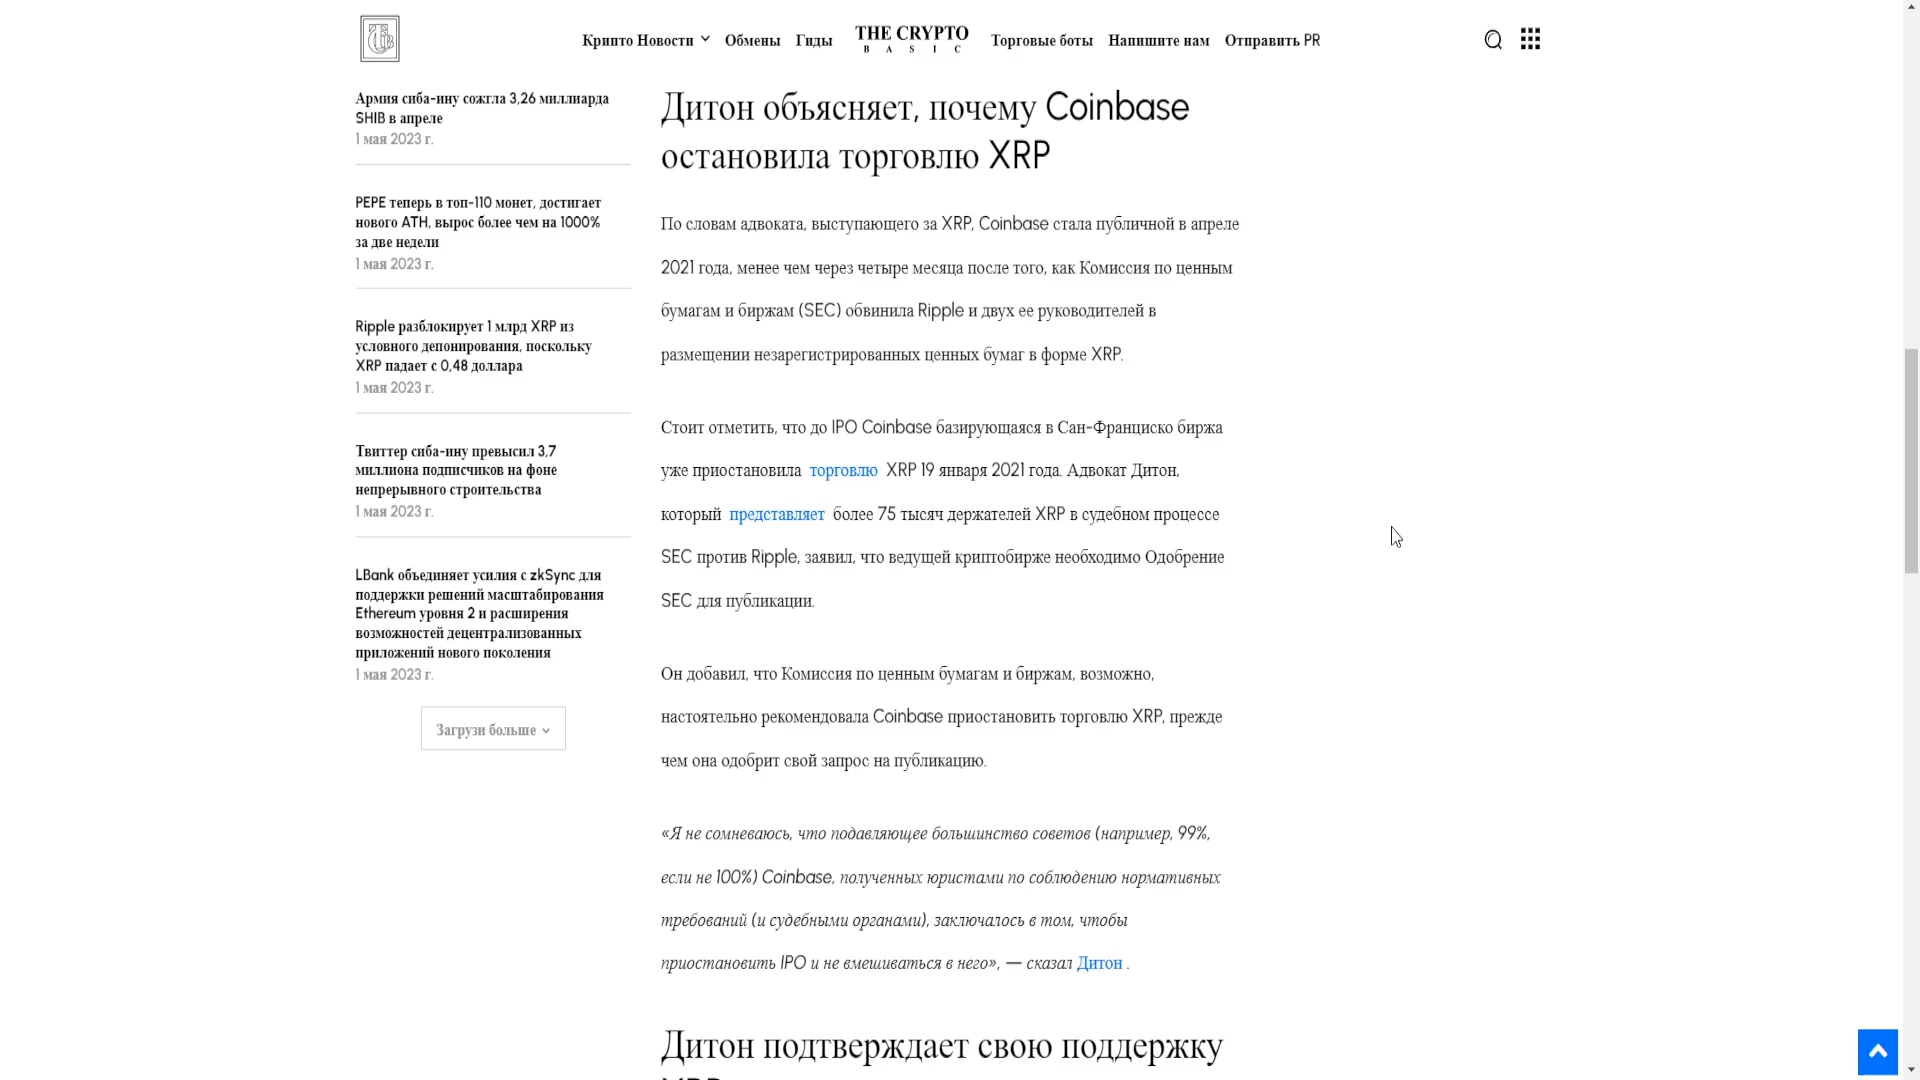 Крипто Новости
Обмены
Гиды
THE CRYPTO
BASIC
Торговые боты
Напишите нам
Отправить PR
Армия сиба-ину сожгла 3,26 миллиарда
SHIB в апреле
1 мая 2023 г.
PEPE теперь в топ-110 монет, достигает
нового ATH, вырос более чем на 1000%
за две недели
1 мая 2023 г.
Ripple разблокирует 1 млрд XRP из
условного депонирования, поскольку
XRP падает с 0,48 доллара
1 мая 2023 г.
Твиттер сиба-ину превысил 3,7
миллиона подписчиков на фоне
непрерывного строительства
1 мая 2023 г.
LBank объединяет усилия с zkSync для
поддержки решений масштабирования
Ethereum уровня 2 и расширения
возможностей децентрализованных
приложений нового поколения
1 мая 2023 г.
Загрузи больше
Дитон объясняет, почему Coinbase
остановила торговлю XRP
По словам адвоката, выступающего за XRP, Coinbase стала публичной в апреле
2021 года, менее чем через четыре месяца после того, как Комиссия по ценным
бумагам и биржам (SEC) обвинила Ripple и двух ее руководителей в
размещении незарегистрированных ценных бумаг в форме XRP.
Стоит отметить, что до IPO Coinbase базирующаяся в Сан-Франциско биржа
уже приостановила торговлю XRP 19 января 2021 года. Адвокат Дитон,
который представляет более 75 тысяч держателей XRP в судебном процессе
SEC против Ripple, заявил, что ведущей криптобирже необходимо Одобрение
SEC для публикации.
Он добавил, что Комиссия по ценным бумагам и биржам, возможно,
настоятельно рекомендовала Coinbase приостановить торговлю XRP, прежде
чем она одобрит свой запрос на публикацию.
«Я не сомневаюсь, что подавляющее большинство советов (например, 99%,
если не 100%) Coinbase, полученных юристами по соблюдению нормативных
требований (и судебными органами), заключалось в том, чтобы
приостановить IPO и не вмешиваться в него», — сказал Дитон .
Дитон подтверждает свою поддержку